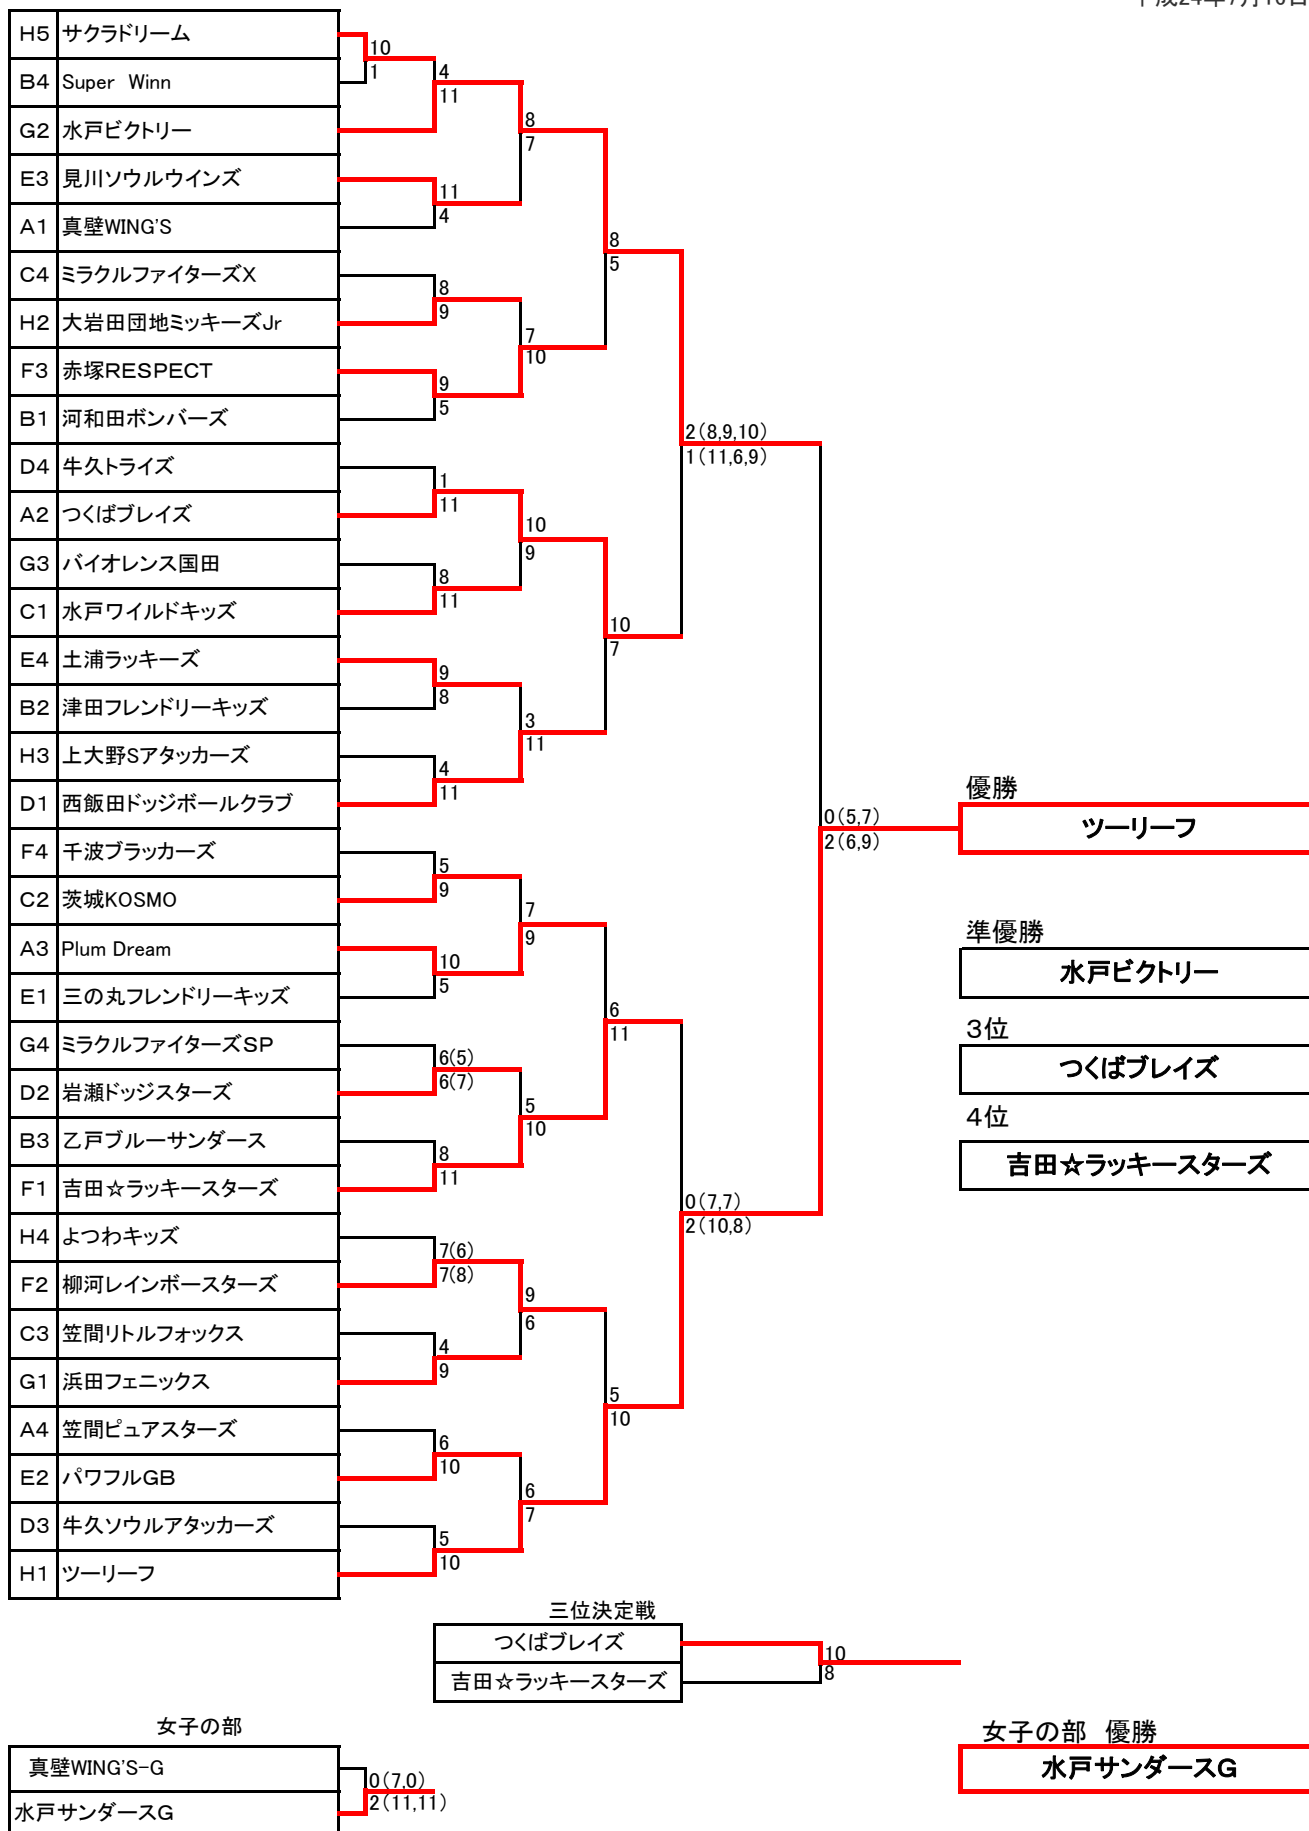 H5 サクラドリーム
B4 Super Winn
G2 水戸ビクトリー
E3 見川ソウルウインズ
A1 真壁WING'S
C4 ミラクルファイターズX
H2 大岩田団地ミッキーズJr
F3 赤塚RESPECT
B1 河和田ボンバーズ
D4 牛久トライズ
A2 つくばブレイズ
G3 バイオレンス国田
C1 水戸ワイルドキッズ
E4 土浦ラッキーズ
B2 津田フレンドリーキッズ
H3 上大野Sアタッカーズ
D1 西飯田ドッジボールクラブ
F4 千波ブラッカーズ
C2 茨城KOSMO
A3 Plum Dream
E1 三の丸フレンドリーキッズ
G4 ミラクルファイターズSP
D2 岩瀬ドッジスターズ
B3 乙戸ブルーサンダース
F1 吉田☆ラッキースターズ
H4 よつわキッズ
F2 柳河レインボースターズ
C3 笠間リトルフォックス
G1 浜田フェニックス
A4 笠間ピュアスターズ
E2 パワフルGB
D3 牛久ソウルアタッカーズ
H1 ツーリーフ
10
1
4
11
11
4
8
9
9
5
1
11
8
11
9
8
4
11
5
9
10
5
6(5)
6(7)
8
11
7(6)
7(8)
4
9
6
10
5
10
8
7
7
10
10
9
3
11
7
9
5
10
9
6
6
7
8
5
10
7
6
11
5
10
2(8,9,10)
1(11,6,9)
0(7,7)
2(10,8)
0(5,7)
2(6,9)
優勝
ツーリーフ
準優勝
水戸ビクトリー
3位
つくばブレイズ
4位
吉田☆ラッキースターズ
三位決定戦
つくばブレイズ
吉田☆ラッキースターズ
10
8
女子の部
真壁WING'S-G
水戸サンダースG
0(7,0)
2(11,11)
女子の部 優勝
水戸サンダースG